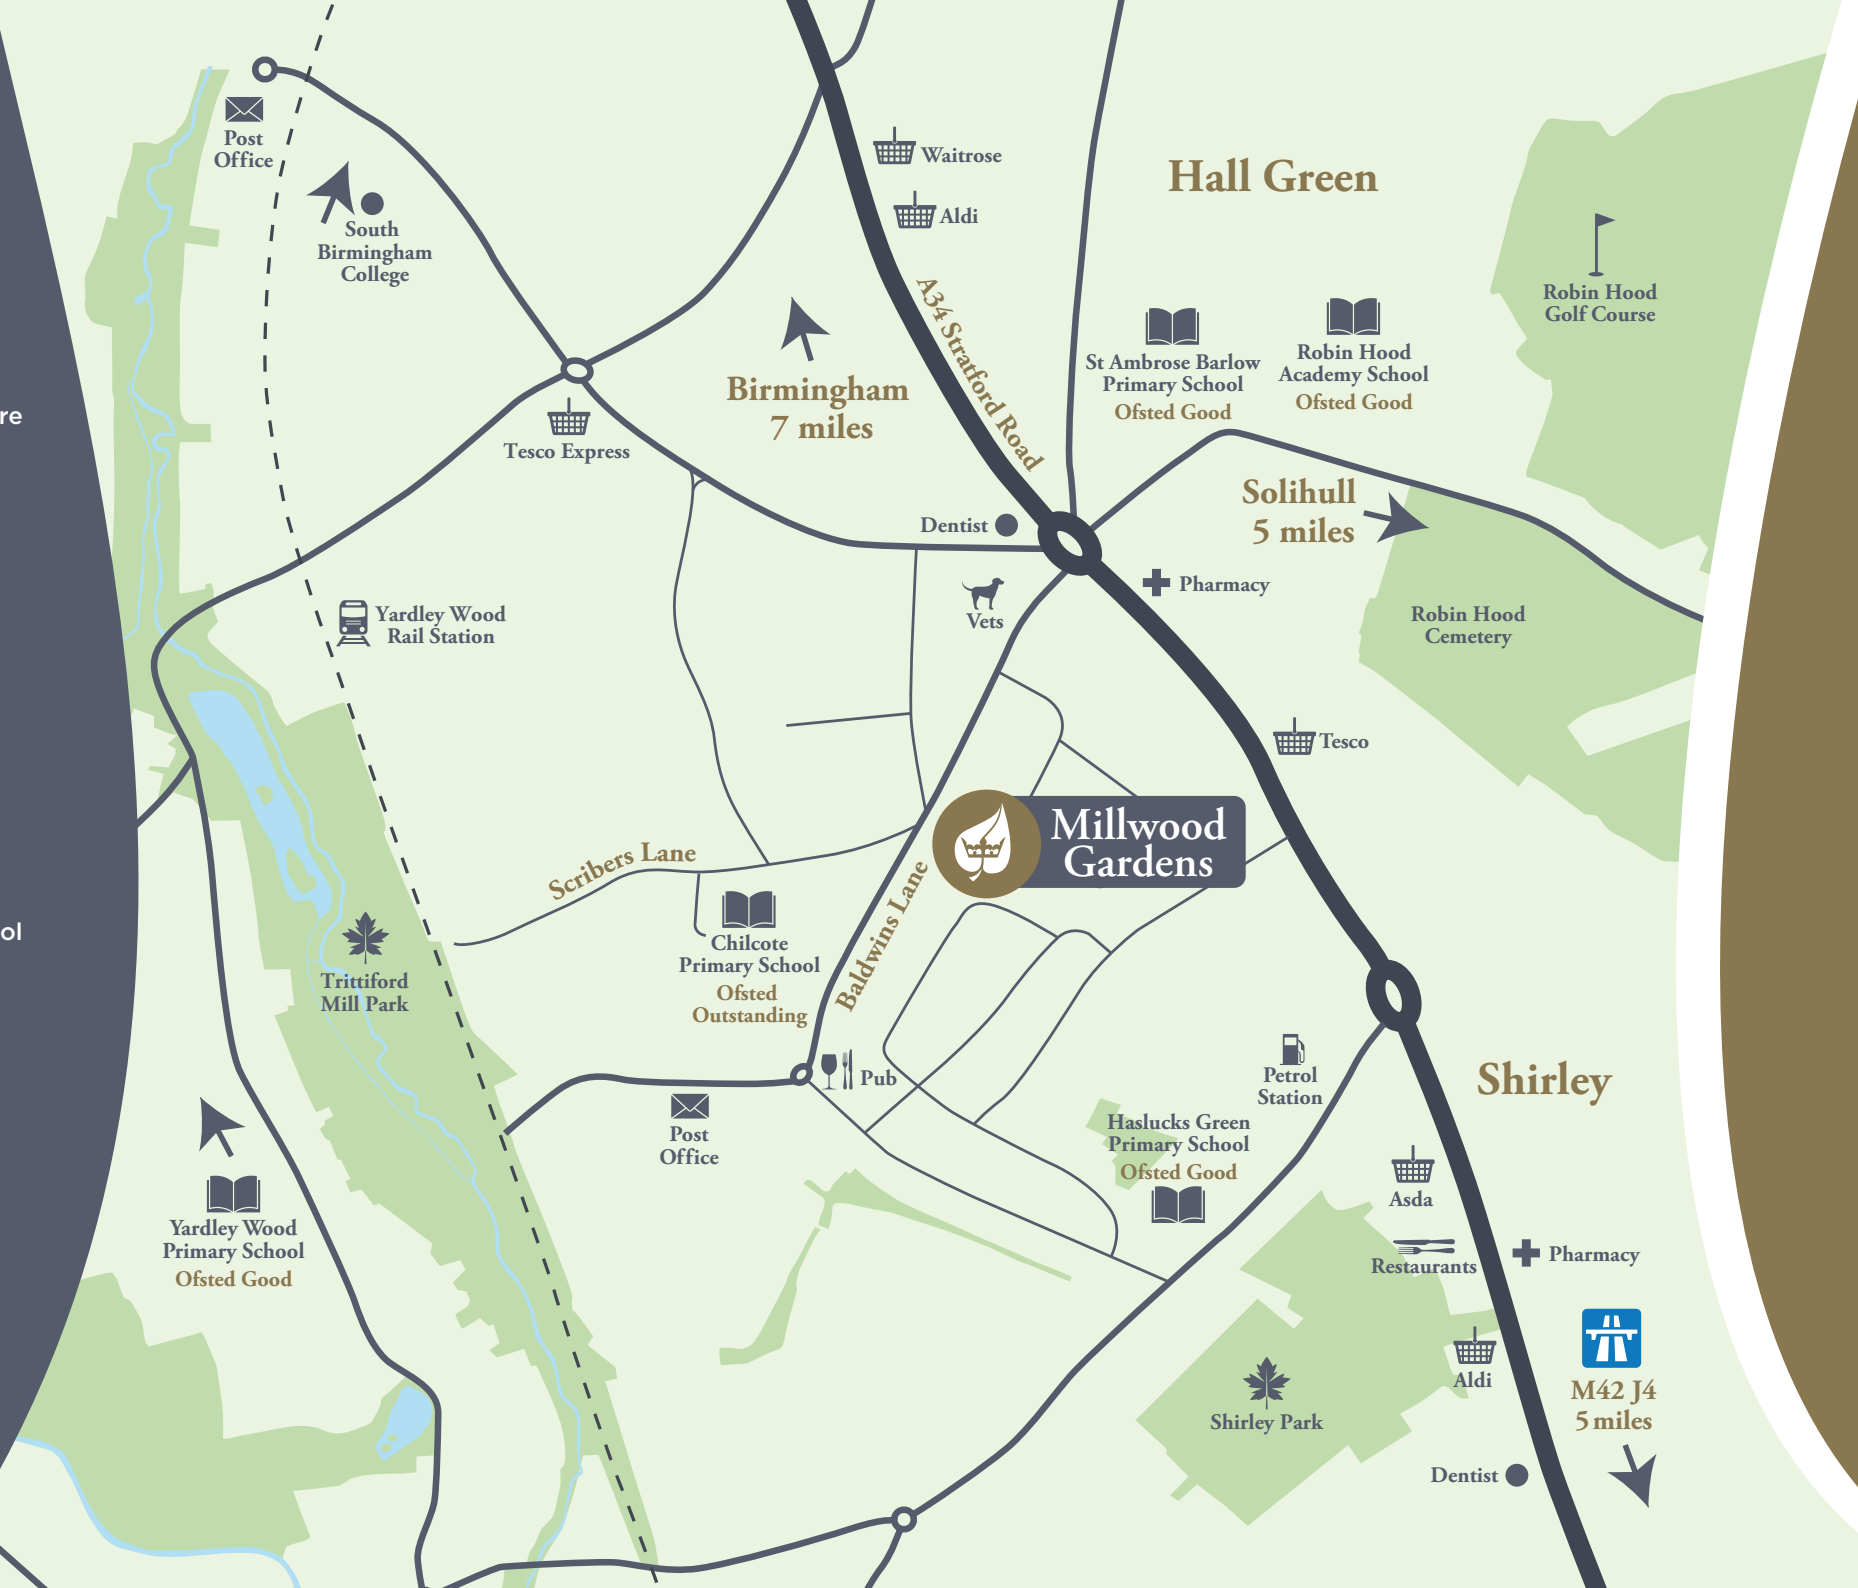 re
ol
Post
Office
South
Birmingham
College
Waitrose
Aldi
Hall Green
Robin Hood
Golf Course
A34 Stratford Road
St Ambrose Barlow
Primary School
Ofsted Good
Robin Hood
Academy School
Ofsted Good
Birmingham
7 miles
Tesco Express
Solihull
5 miles
Dentist
Pharmacy
Vets
Robin Hood
Cemetery
Yardley Wood
Rail Station
Tesco
Millwood
Gardens
Scribers Lane
Baldwins Lane
Chilcote
Primary School
Ofsted
Outstanding
Trittiford
Mill Park
Pub
Post
Office
Petrol
Station
Shirley
Haslucks Green
Primary School
Ofsted Good
Yardley Wood
Primary School
Ofsted Good
Asda
Restaurants
Pharmacy
Aldi
M42 J4
5 miles
Shirley Park
Dentist